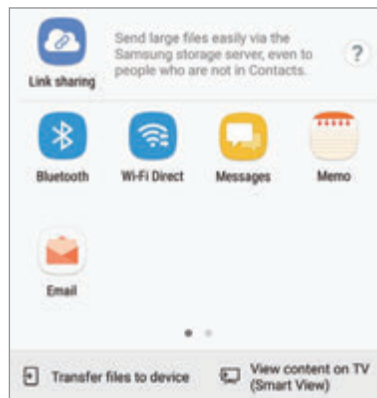 Send large files easily via the
Samsung storage server, even to
people who are not in Contacts.
?
Link sharing
Bluetooth
Wi-Fi Direct
Messages
Memo
Email
Transfer files to device
View content on TV
(Smart View)